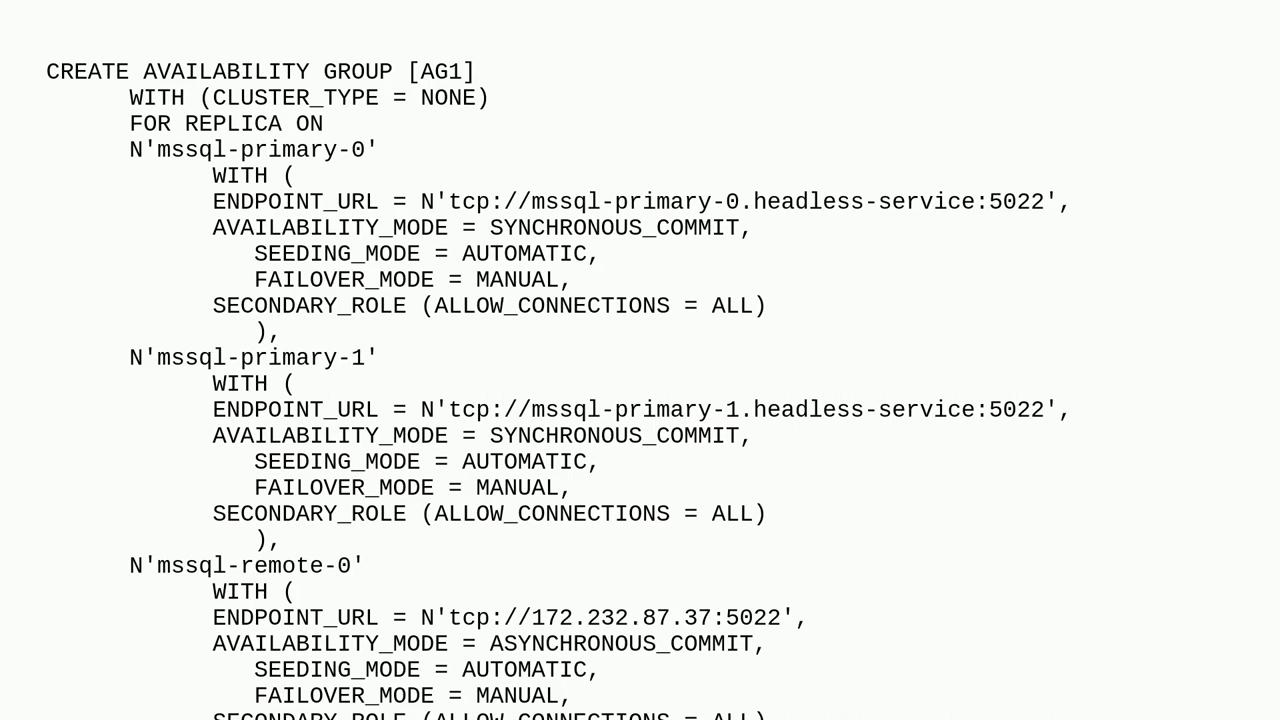 CREATE AVAILABILITY GROUP [AG1]
WITH (CLUSTER_TYPE = NONE)
FOR REPLICA ON
N'mssql-primary-0'
WITH (
ENDPOINT_URL = N'tcp://mssql-primary-0.headless-service:5022',
AVAILABILITY_MODE = SYNCHRONOUS_COMMIT,
SEEDING_MODE = AUTOMATIC,
FAILOVER_MODE = MANUAL,
SECONDARY_ROLE (ALLOW_CONNECTIONS = ALL)
),
N'mssql-primary-1'
WITH (
ENDPOINT_URL = N'tcp://mssql-primary-1.headless-service:5022',
AVAILABILITY_MODE = SYNCHRONOUS_COMMIT,
SEEDING_MODE = AUTOMATIC,
FAILOVER_MODE = MANUAL,
SECONDARY_ROLE (ALLOW_CONNECTIONS = ALL)
),
N'mssql-remote-0'
WITH (
ENDPOINT_URL = N'tcp://172.232.87.37:5022',
AVAILABILITY_MODE = ASYNCHRONOUS_COMMIT,
SEEDING_MODE = AUTOMATIC,
FAILOVER_MODE = MANUAL,
SECONDARY_ROLE (ALLOW_CONNECTIONS = ALL)